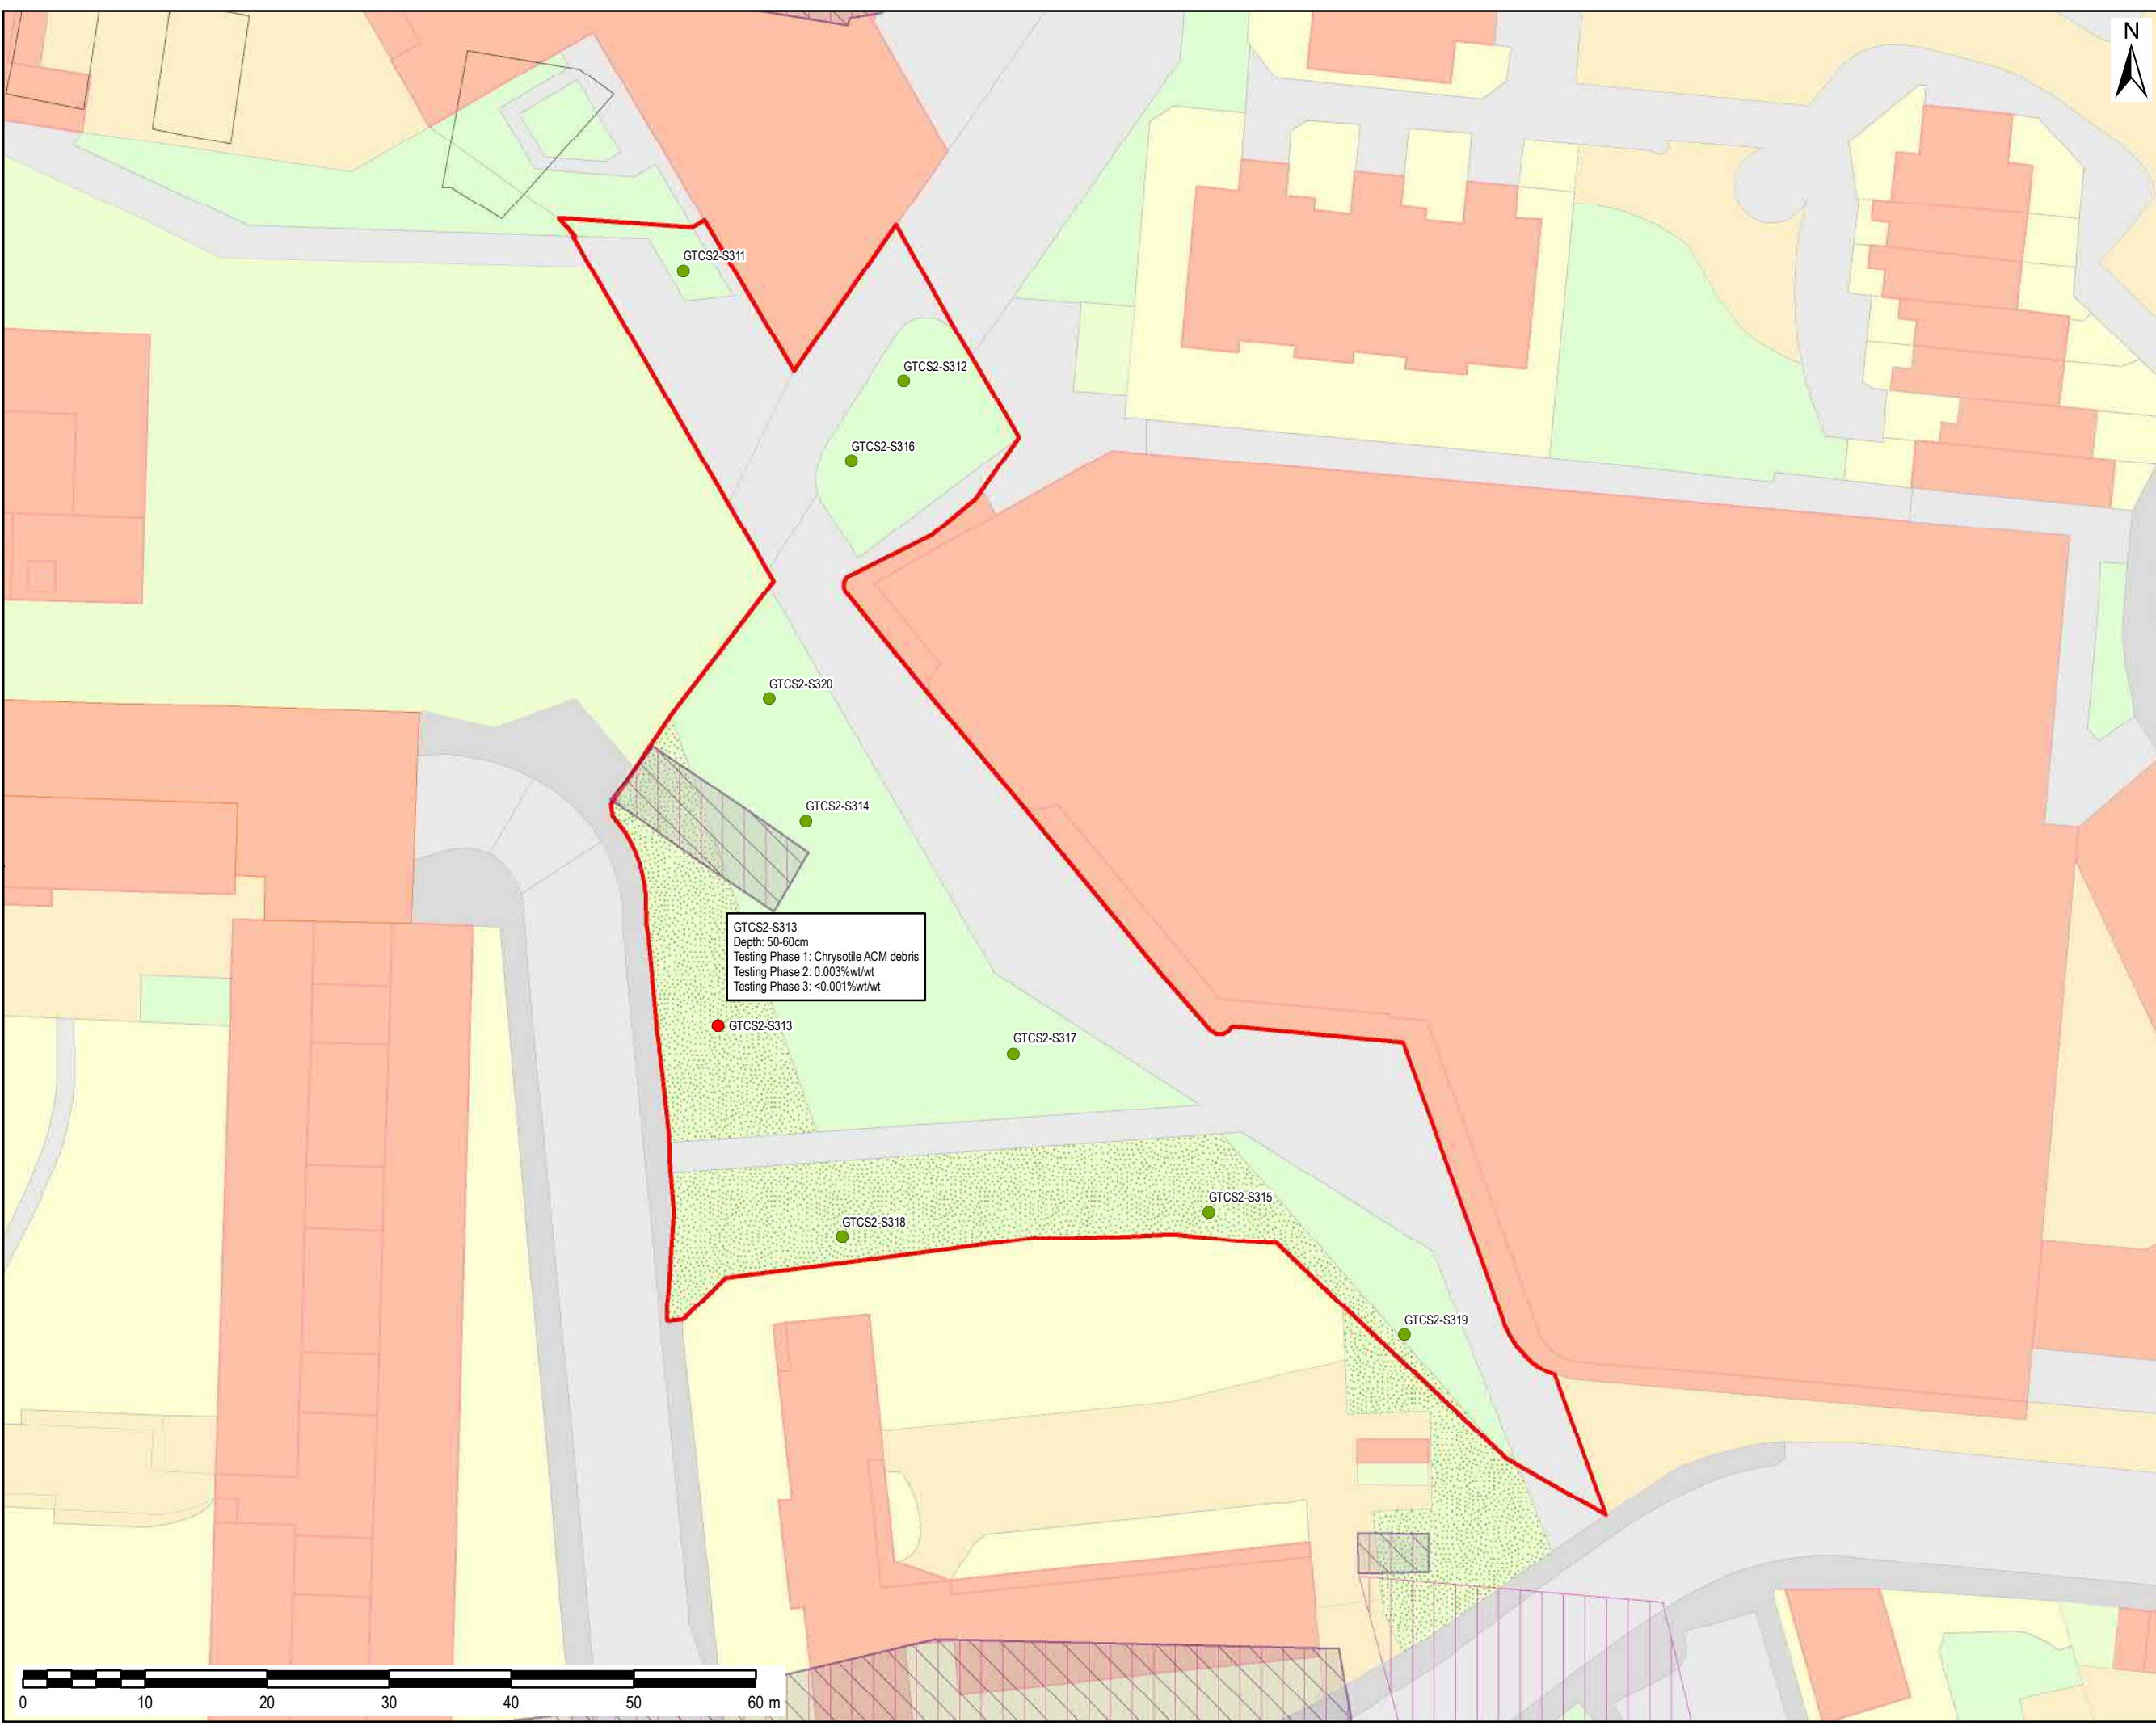 N
GTCS2-S311
GTCS2-S312
GTCS2-S316
GTCS2-S320
GTCS2-S314
GTCS2-S313
Depth: 50-60cm
Testing Phase 1: Chrysotile ACM debris
Testing Phase 2: 0.003%wt/wt
Testing Phase 3: <0.001%wt/wt
GTCS2-S313
GTCS2-S317
GTCS2-S315
GTCS2-S318
GTCS2-S319
0 10 20 30 40 50 60 m